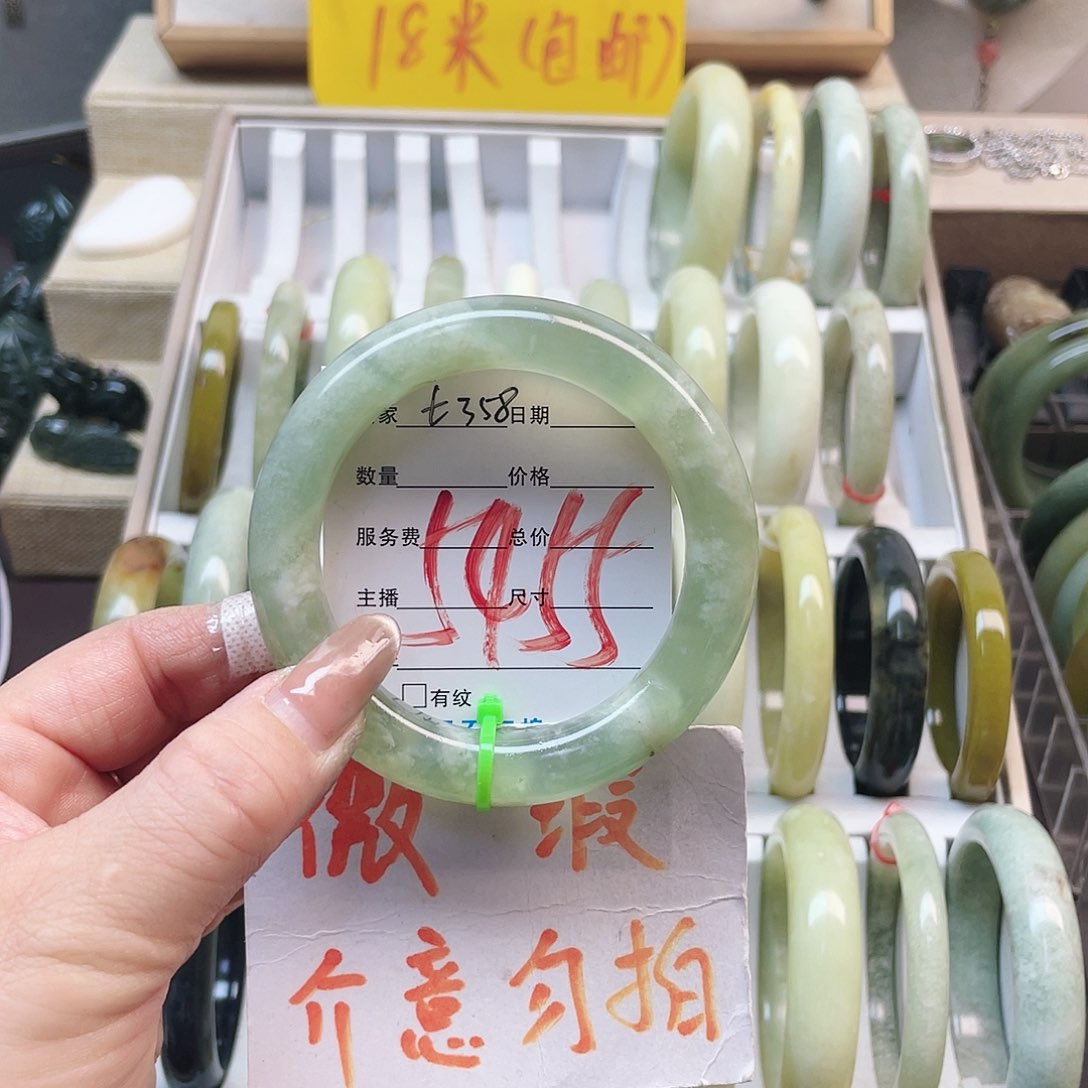 18米(包邮)
家 七358 日期
数量 价格
服务费 总价
主播 尺寸
□有纹
微瑕
介意勿拍